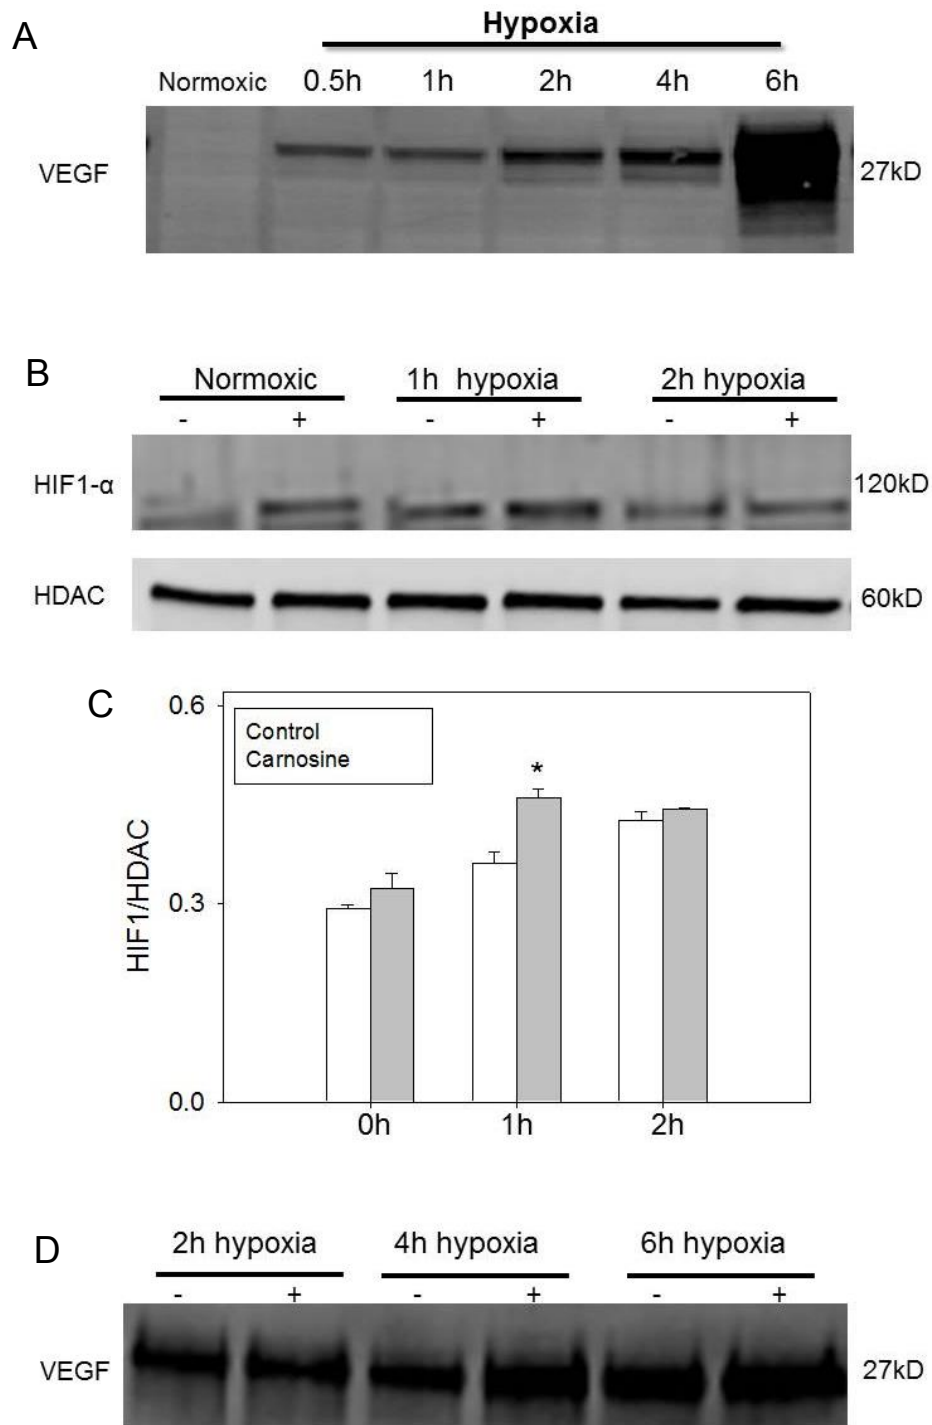 A
Hypoxia
Normoxic 0.5h 1h 2h 4h 6h
VEGF 27kD
B
Normoxic 1h hypoxia 2h hypoxia
- + - + - +
HIF1-α 120kD
HDAC 60kD
C
0.6
Control
Carnosine
*
HIF1/HDAC
0.3
0.0
0h 1h 2h
D
2h hypoxia 4h hypoxia 6h hypoxia
- + - + - +
VEGF 27kD